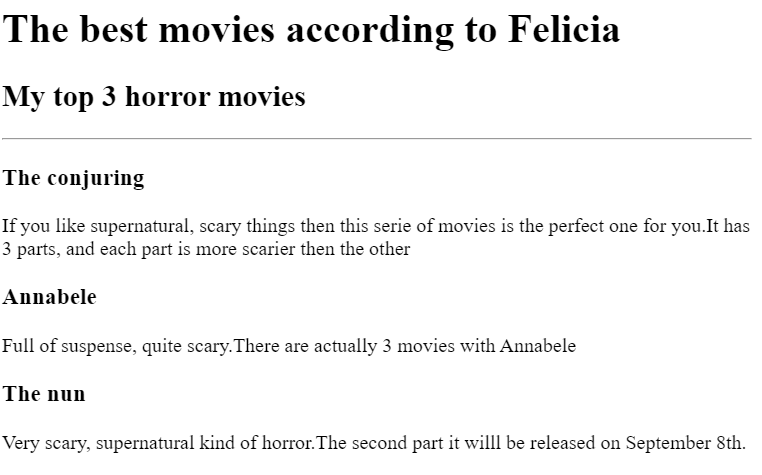 The best movies according to Felicia
My top 3 horror movies
The conjuring
If you like supernatural, scary things then this serie of movies is the perfect one for you.It has
3 parts, and each part is more scarier then the other
Annabele
Full of suspense, quite scary.There are actually 3 movies with Annabele
The nun
Very scary, supernatural kind of horror.The second part it willl be released on September 8th.